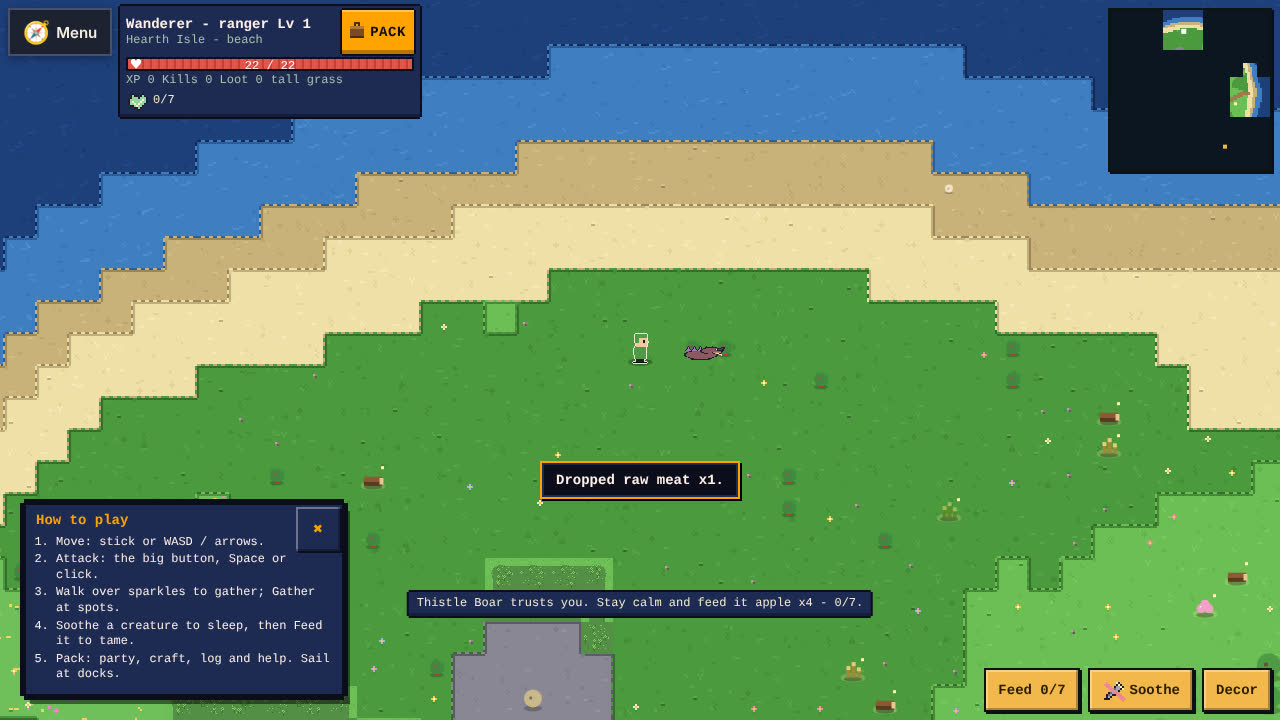 Menu
Wanderer - ranger Lv 1
Hearth Isle - beach
PACK
22 / 22
XP 0 Kills 0 Loot 0 tall grass
0/7
Dropped raw meat x1.
How to play
1. Move: stick or WASD / arrows.
2. Attack: the big button, Space or
click.
3. Walk over sparkles to gather; Gather
at spots.
4. Soothe a creature to sleep, then Feed
it to tame.
5. Pack: party, craft, log and help. Sail
at docks.
Thistle Boar trusts you. Stay calm and feed it apple x4 - 0/7.
Feed 0/7
Soothe
Decor